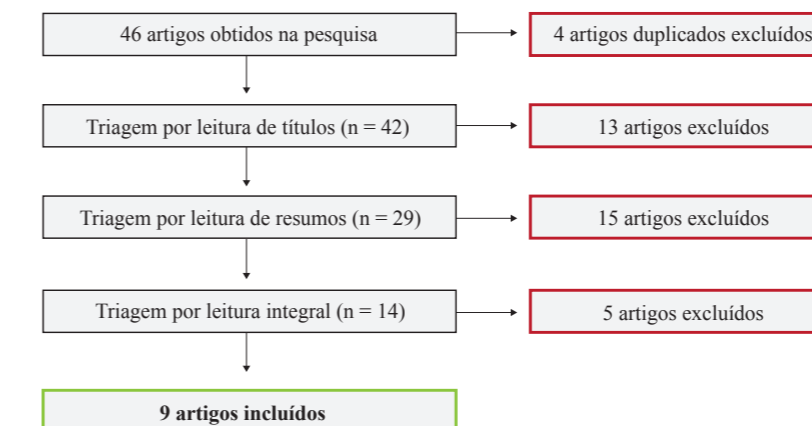 46 artigos obtidos na pesquisa
4 artigos duplicados excluídos
Triagem por leitura de títulos (n = 42)
13 artigos excluídos
Triagem por leitura de resumos (n = 29)
15 artigos excluídos
Triagem por leitura integral (n = 14)
5 artigos excluídos
9 artigos incluídos